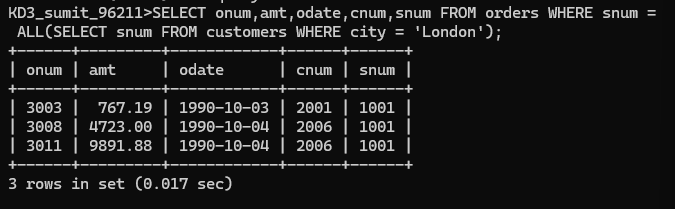 KD3_sumit_96211>SELECT onum,amt,odate,cnum,snum FROM orders WHERE snum =
 ALL(SELECT snum FROM customers WHERE city = 'London');
+------+---------+------------+------+------+
| onum | amt     | odate      | cnum | snum |
+------+---------+------------+------+------+
| 3003 |  767.19 | 1990-10-03 | 2001 | 1001 |
| 3008 | 4723.00 | 1990-10-04 | 2006 | 1001 |
| 3011 | 9891.88 | 1990-10-04 | 2006 | 1001 |
+------+---------+------------+------+------+
3 rows in set (0.017 sec)